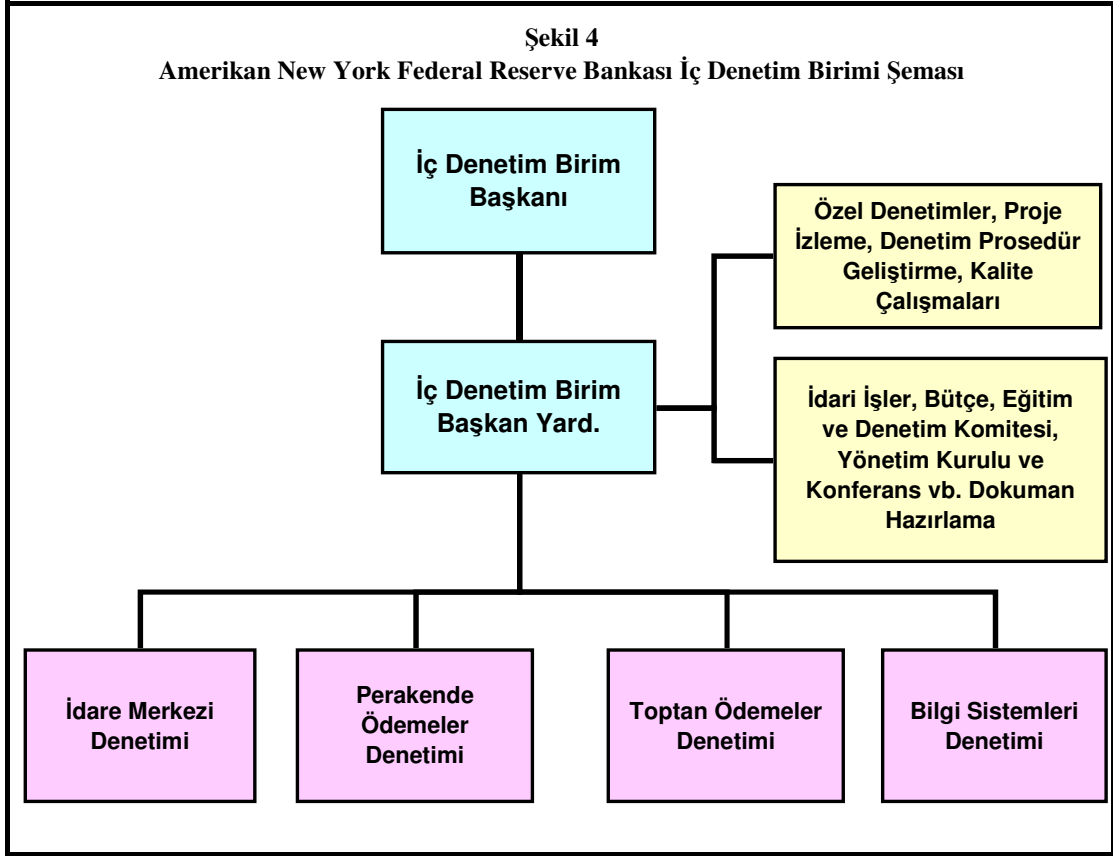 Şekil 4
Amerikan New York Federal Reserve Bankası İç Denetim Birimi Şeması
İç Denetim Birim
Başkanı
Özel Denetimler, Proje
İzleme, Denetim Prosedür
Geliştirme, Kalite
Çalışmaları
İç Denetim Birim
Başkan Yard.
İdari İşler, Bütçe, Eğitim
ve Denetim Komitesi,
Yönetim Kurulu ve
Konferans vb. Dokuman
Hazırlama
İdare Merkezi
Denetimi
Perakende
Ödemeler
Denetimi
Toptan Ödemeler
Denetimi
Bilgi Sistemleri
Denetimi